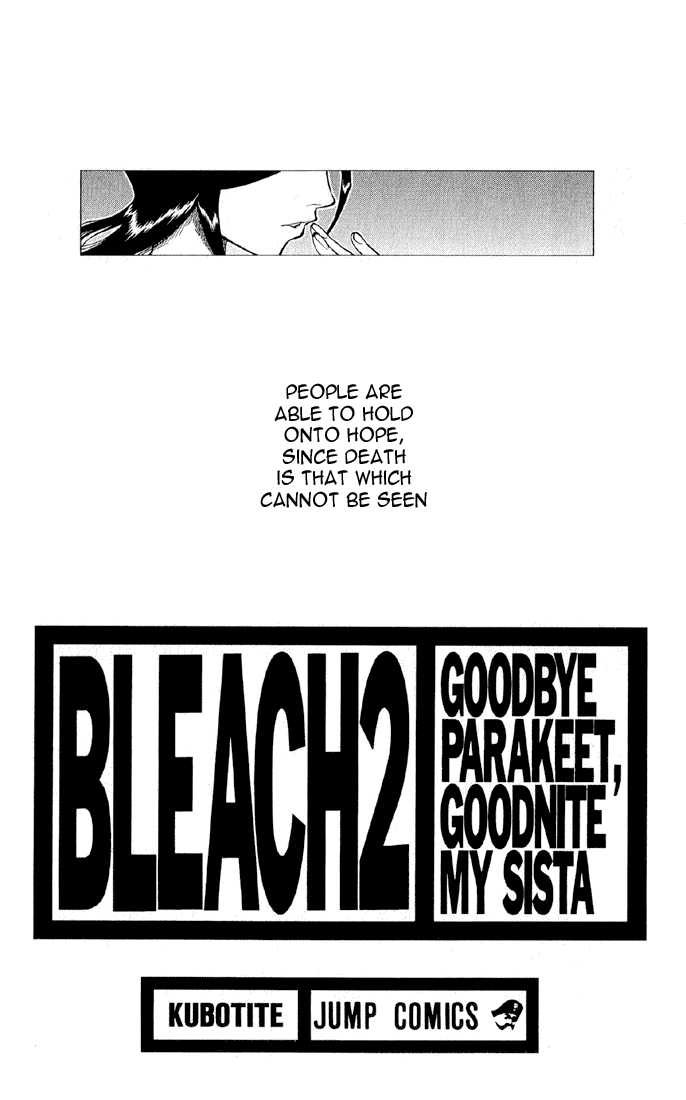 PEOPLE ARE
ABLE TO HOLD
ONTO HOPE,
SINCE DEATH
IS THAT WHICH
CANNOT BE SEEN
BLEACH2
GOODBYE
PARAKEET,
GOODNITE
MY SISTA
KUBOTITE
JUMP COMICS